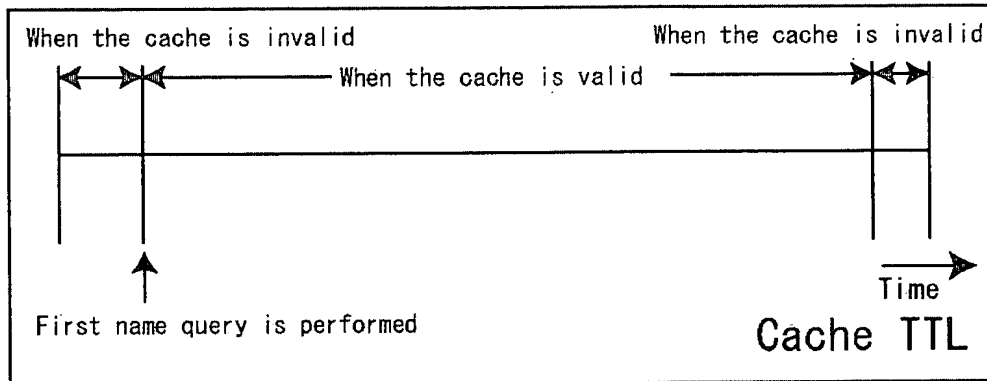 When the cache is invalid
When the cache is invalid
When the cache is valid
First name query is performed
Time
Cache TTL